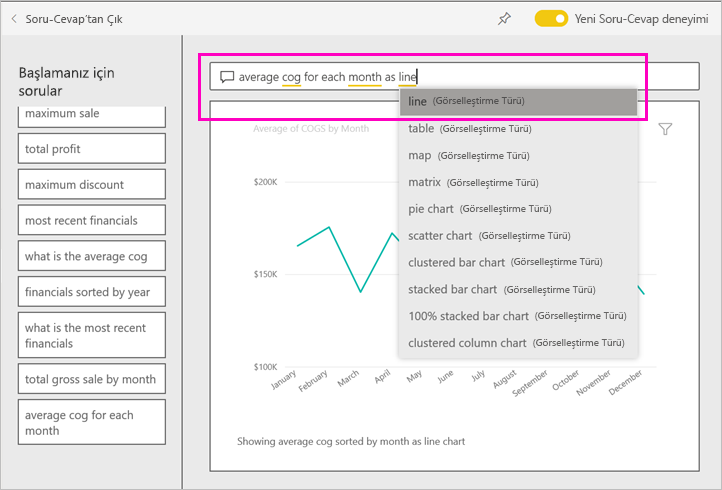 Soru-Cevap'tan Çık
Yeni Soru-Cevap deneyimi
Başlamanız için
sorular
maximum sale
total profit
maximum discount
most recent financials
what is the average cog
financials sorted by year
what is the most recent
financials
total gross sale by month
average cog for each
month
average cog for each month as line
line (Görselleştirme Türü)
table (Görselleştirme Türü)
map (Görselleştirme Türü)
matrix (Görselleştirme Türü)
pie chart (Görselleştirme Türü)
scatter chart (Görselleştirme Türü)
clustered bar chart (Görselleştirme Türü)
stacked bar chart (Görselleştirme Türü)
100% stacked bar chart (Görselleştirme Türü)
clustered column chart (Görselleştirme Türü)
Average of COGS by Month
$200K
$150K
$100K
January
February
March
April
May
June
July
August
September
October
November
December
Showing average cog sorted by month as line chart